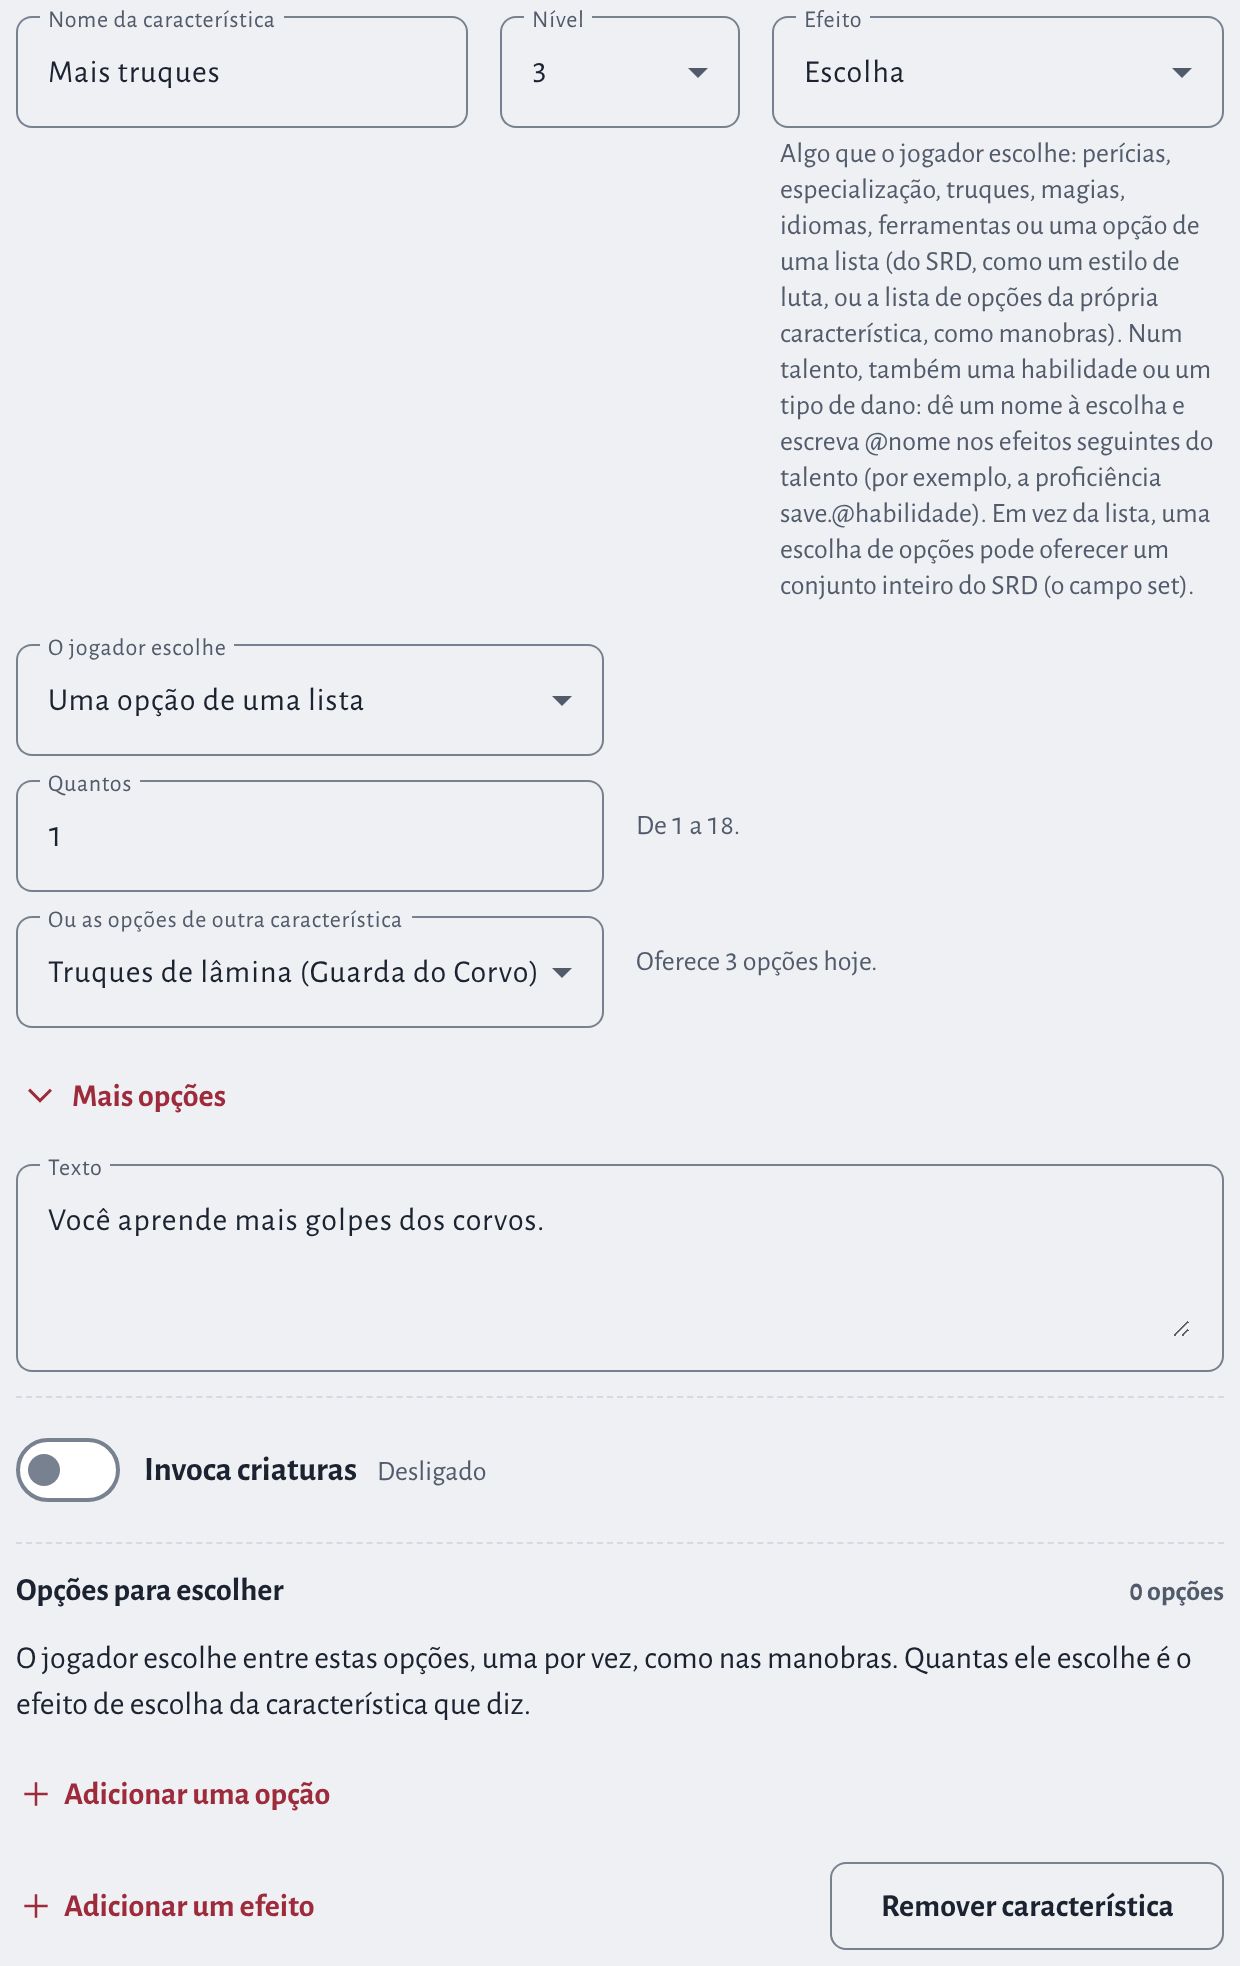 Nome da característica
Mais truques
Nível
3
Efeito
Escolha
Algo que o jogador escolhe: perícias,
especialização, truques, magias,
idiomas, ferramentas ou uma opção de
uma lista (do SRD, como um estilo de
luta, ou a lista de opções da própria
característica, como manobras). Num
talento, também uma habilidade ou um
tipo de dano: dê um nome à escolha e
escreva @nome nos efeitos seguintes do
talento (por exemplo, a proficiência
save.@habilidade). Em vez da lista, uma
escolha de opções pode oferecer um
conjunto inteiro do SRD (o campo set).
O jogador escolhe
Uma opção de uma lista
Quantos
1
De 1 a 18.
Ou as opções de outra característica
Truques de lâmina (Guarda do Corvo)
Oferece 3 opções hoje.
Mais opções
Texto
Você aprende mais golpes dos corvos.
Invoca criaturas Desligado
Opções para escolher
0 opções
O jogador escolhe entre estas opções, uma por vez, como nas manobras. Quantas ele escolhe é o
efeito de escolha da característica que diz.
Adicionar uma opção
Adicionar um efeito
Remover característica